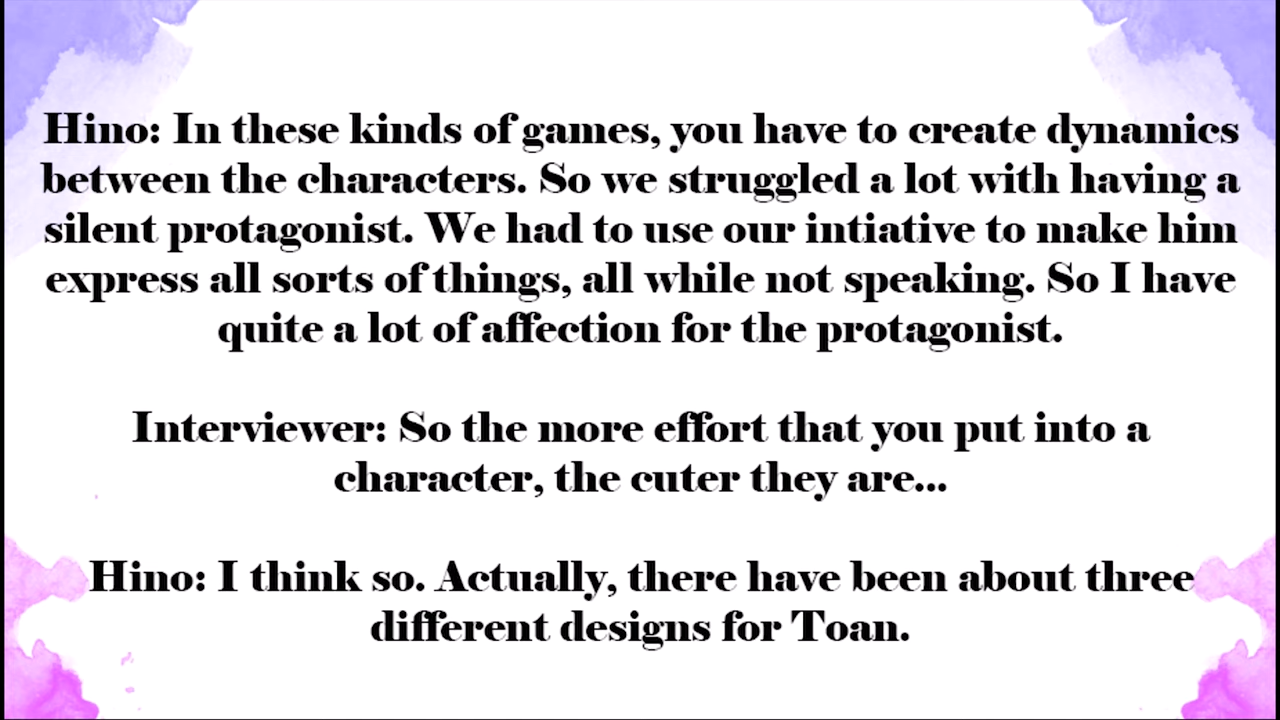 Hino: In these kinds of games, you have to create dynamics
between the characters. So we struggled a lot with having a
silent protagonist. We had to use our intiative to make him
express all sorts of things, all while not speaking. So I have
quite a lot of affection for the protagonist.
Interviewer: So the more effort that you put into a
character, the cuter they are...
Hino: I think so. Actually, there have been about three
different designs for Toan.